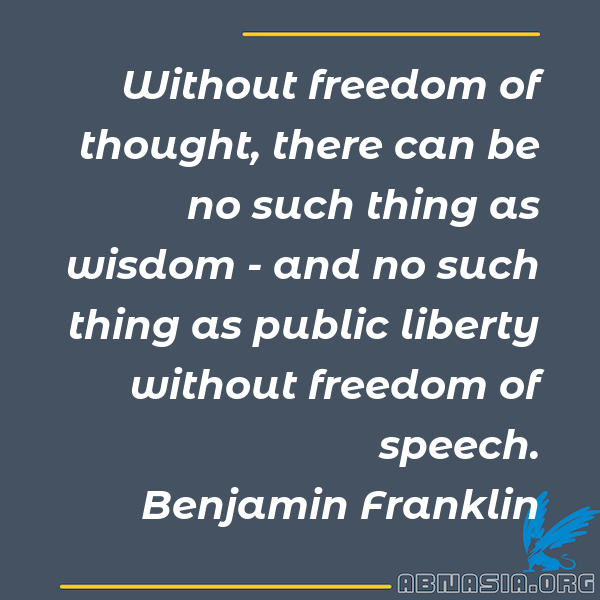 Without freedom of
thought, there can be
no such thing as
wisdom - and no such
thing as public liberty
without freedom of
speech.
Benjamin Franklin
ABNASIA.ORG